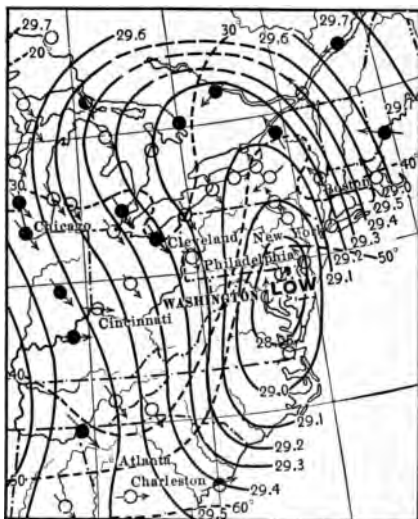 29.7
29.6
30
29.6
29.7
20°
30
40°
Boston
29.5
29.4
29.3
Chicago
Cleveland
New York
29.2
50°
Philadelphia
29.1
WASHINGTON
LOW
Cincinnati
40
29.0
29.1
29.2
Atlanta
29.3
50
Charleston
29.4
29.5
60°